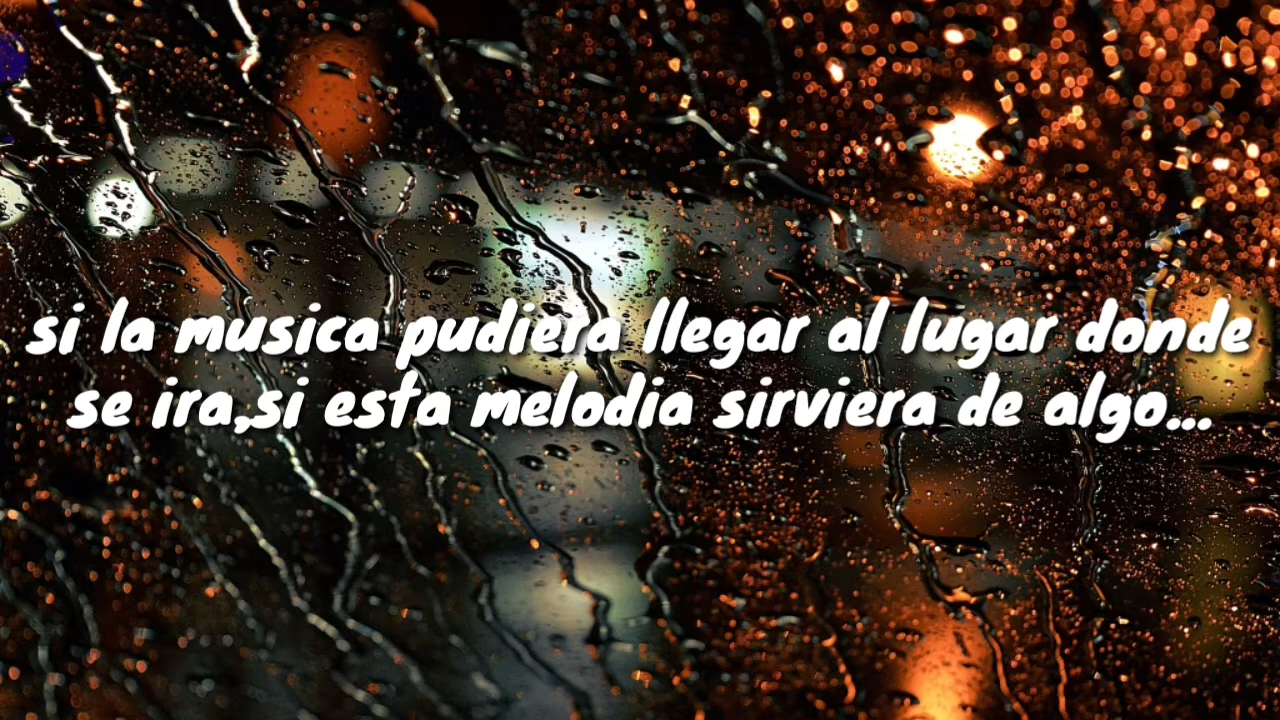 si la musica pudiera llegar al lugar donde
se ira,si esta melodia sirviera de algo...